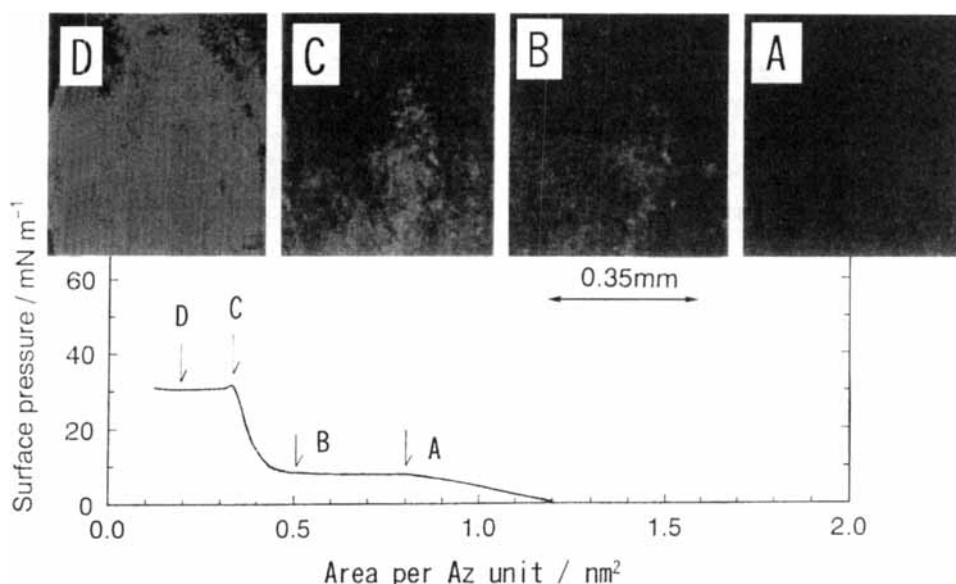 D C B A
Surface pressure / mN m⁻¹
60
40
20
0
0.35mm
D
C
B
A
0.0 0.5 1.0 1.5 2.0
Area per Az unit / nm²